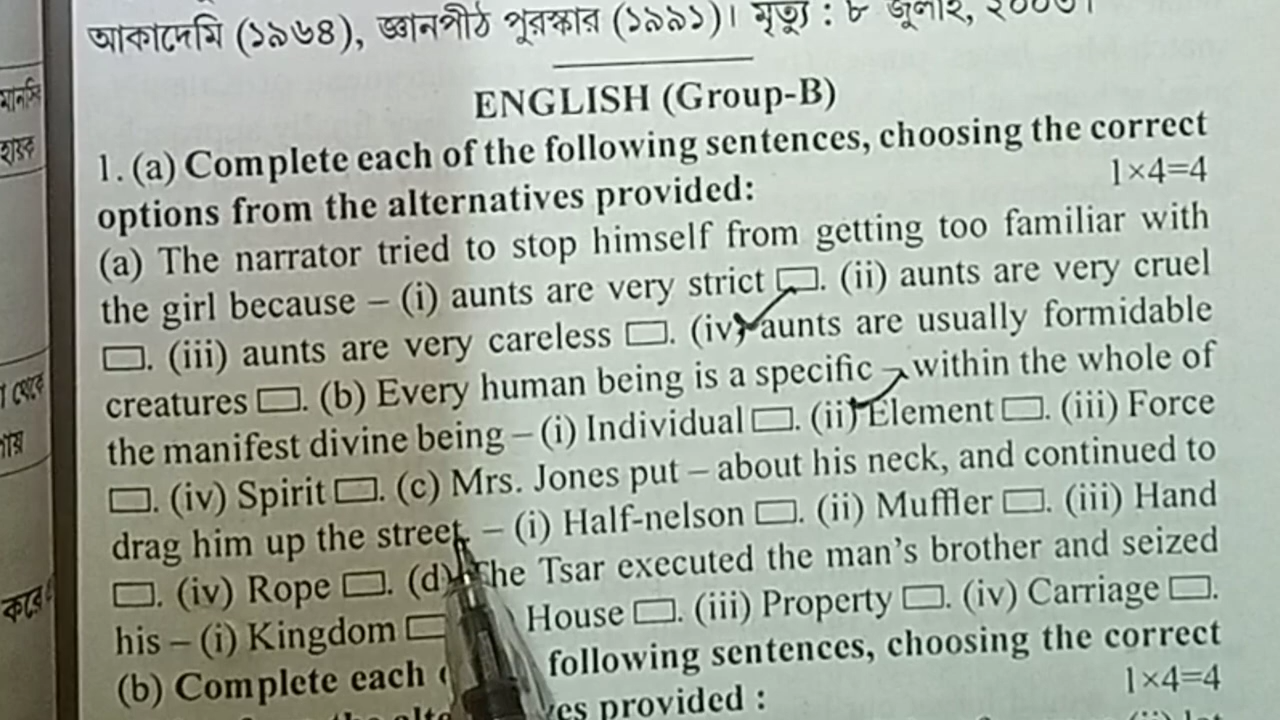 আকাদেমি (১৯৬৪), জ্ঞানপীঠ পুরস্কার (১৯৯১)। মৃত্যু : ৮ জুলাই,
ENGLISH (Group-B)
1. (a) Complete each of the following sentences, choosing the correct
options from the alternatives provided: 1×4=4
(a) The narrator tried to stop himself from getting too familiar with
the girl because – (i) aunts are very strict ▭. (ii) aunts are very cruel
▭. (iii) aunts are very careless ▭. (iv) aunts are usually formidable
creatures ▭. (b) Every human being is a specific – within the whole of
the manifest divine being – (i) Individual ▭. (ii) Element ▭. (iii) Force
▭. (iv) Spirit ▭. (c) Mrs. Jones put – about his neck, and continued to
drag him up the street. – (i) Half-nelson ▭. (ii) Muffler ▭. (iii) Hand
▭. (iv) Rope ▭. (d) The Tsar executed the man's brother and seized
his – (i) Kingdom ▭ House ▭. (iii) Property ▭. (iv) Carriage ▭.
(b) Complete each following sentences, choosing the correct
provided : 1×4=4